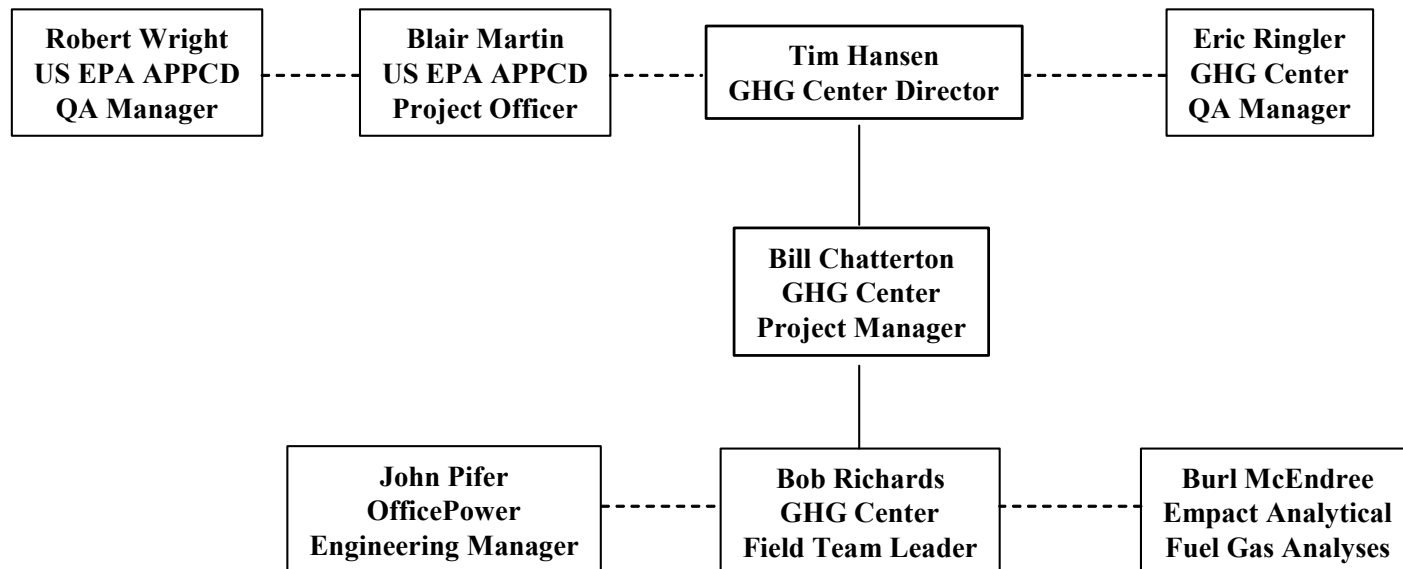 Robert Wright
US EPA APPCD
QA Manager
Blair Martin
US EPA APPCD
Project Officer
Tim Hansen
GHG Center Director
Eric Ringler
GHG Center
QA Manager
Bill Chatterton
GHG Center
Project Manager
John Pifer
OfficePower
Engineering Manager
Bob Richards
GHG Center
Field Team Leader
Burl McEndree
Empact Analytical
Fuel Gas Analyses